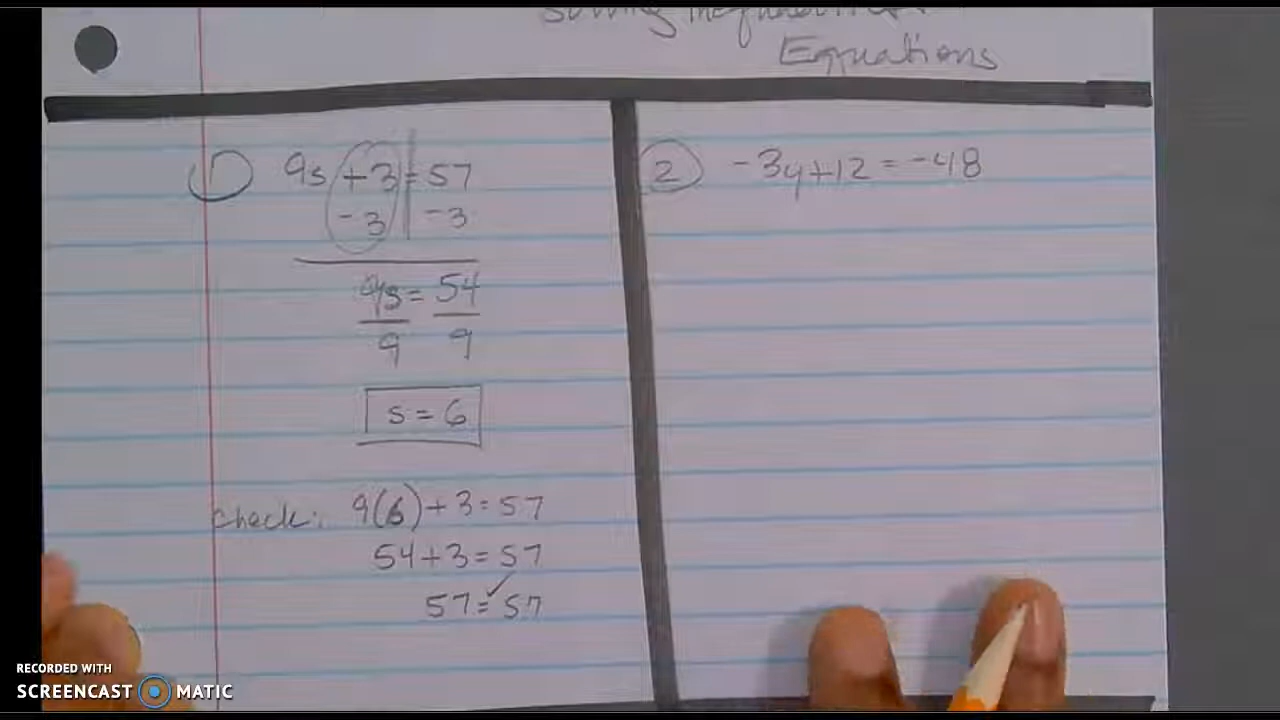 Solving
Equations
1 9s + 3 = 57
- 3 - 3
9s = 54
9 9
s = 6
Check: 9(6) + 3 = 57
54 + 3 = 57
57 = 57 ✓
2 -3y + 12 = -48
RECORDED WITH
SCREENCAST MATIC